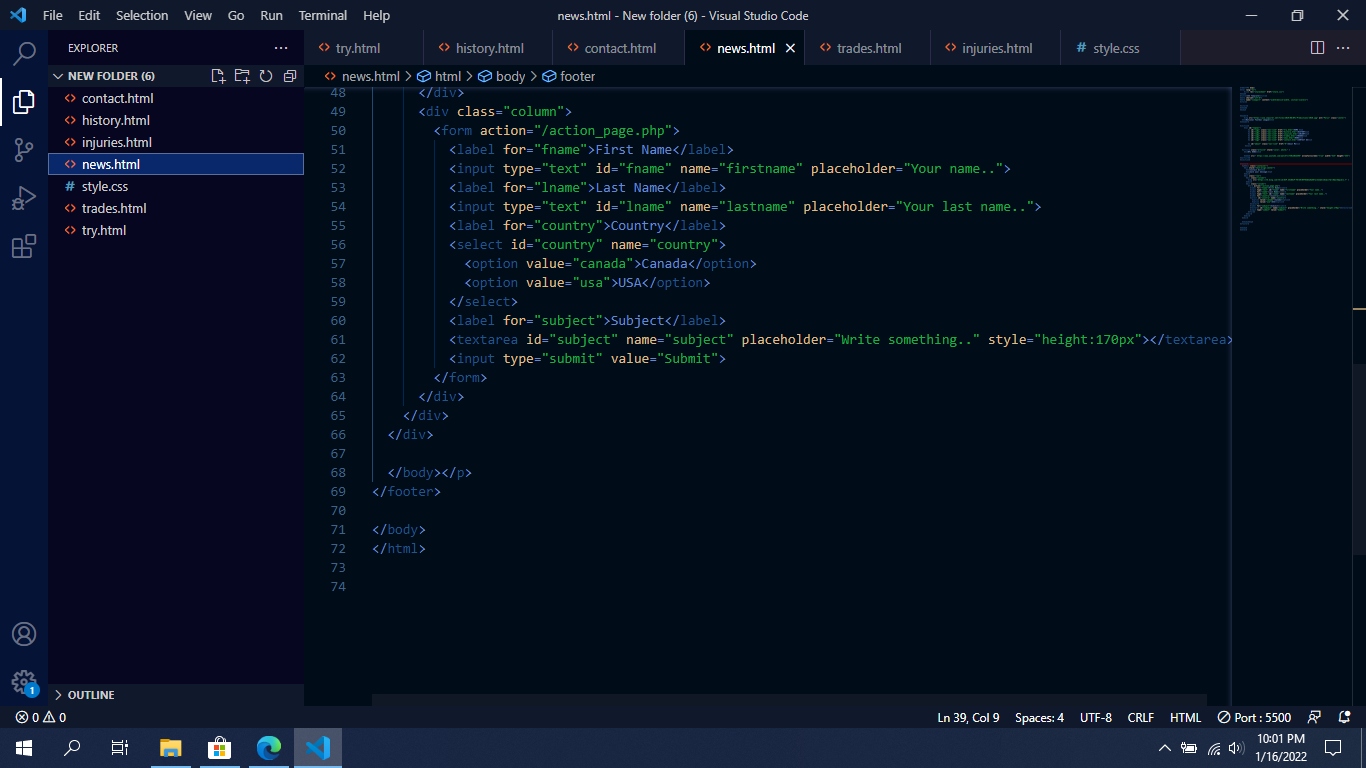 File Edit Selection View Go Run Terminal Help
news.html - New folder (6) - Visual Studio Code
EXPLORER
try.html
history.html
contact.html
news.html
trades.html
injuries.html
# style.css
NEW FOLDER (6)
news.html > html > body > footer
contact.html
history.html
injuries.html
news.html
# style.css
trades.html
try.html
48 </div>
49 <div class="column">
50 <form action="/action_page.php">
51 <label for="fname">First Name</label>
52 <input type="text" id="fname" name="firstname" placeholder="Your name..">
53 <label for="lname">Last Name</label>
54 <input type="text" id="lname" name="lastname" placeholder="Your last name..">
55 <label for="country">Country</label>
56 <select id="country" name="country">
57 <option value="canada">Canada</option>
58 <option value="usa">USA</option>
59 </select>
60 <label for="subject">Subject</label>
61 <textarea id="subject" name="subject" placeholder="Write something.." style="height:170px"></textarea>
62 <input type="submit" value="Submit">
63 </form>
64 </div>
65 </div>
66 </div>
67
68 </body></p>
69 </footer>
70
71 </body>
72 </html>
73
74
1
OUTLINE
0 0
Ln 39, Col 9 Spaces: 4 UTF-8 CRLF HTML Port : 5500
10:01 PM
1/16/2022